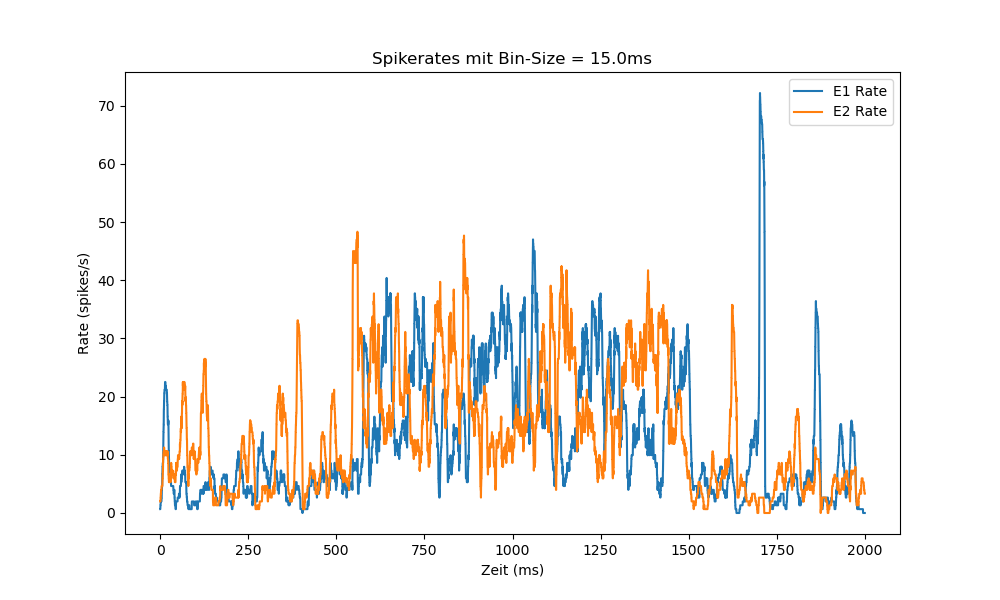 Spikerates mit Bin-Size = 15.0ms
E1 Rate
E2 Rate
70
60
50
40
30
20
10
0
Rate (spikes/s)
0 250 500 750 1000 1250 1500 1750 2000
Zeit (ms)